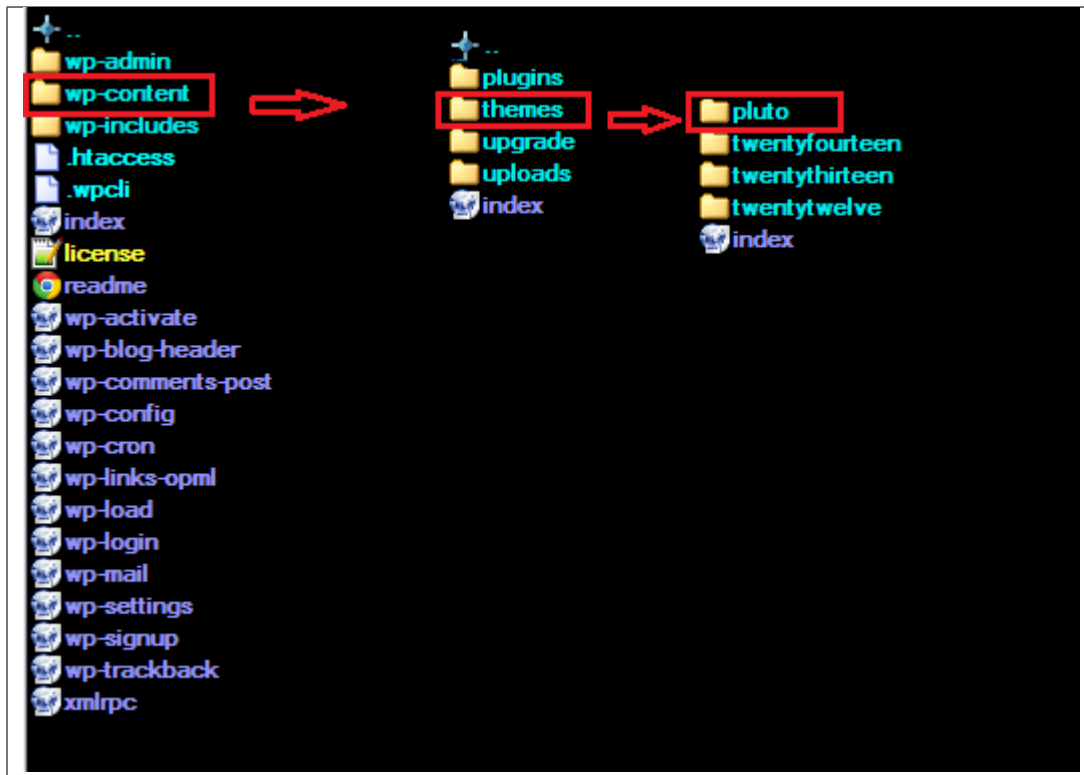 ..
wp-admin
wp-content
wp-includes
.htaccess
.wpcli
index
license
readme
wp-activate
wp-blog-header
wp-comments-post
wp-config
wp-cron
wp-links-opml
wp-load
wp-login
wp-mail
wp-settings
wp-signup
wp-trackback
xmlrpc
..
plugins
themes
upgrade
uploads
index
pluto
twentyfourteen
twentythirteen
twentytwelve
index